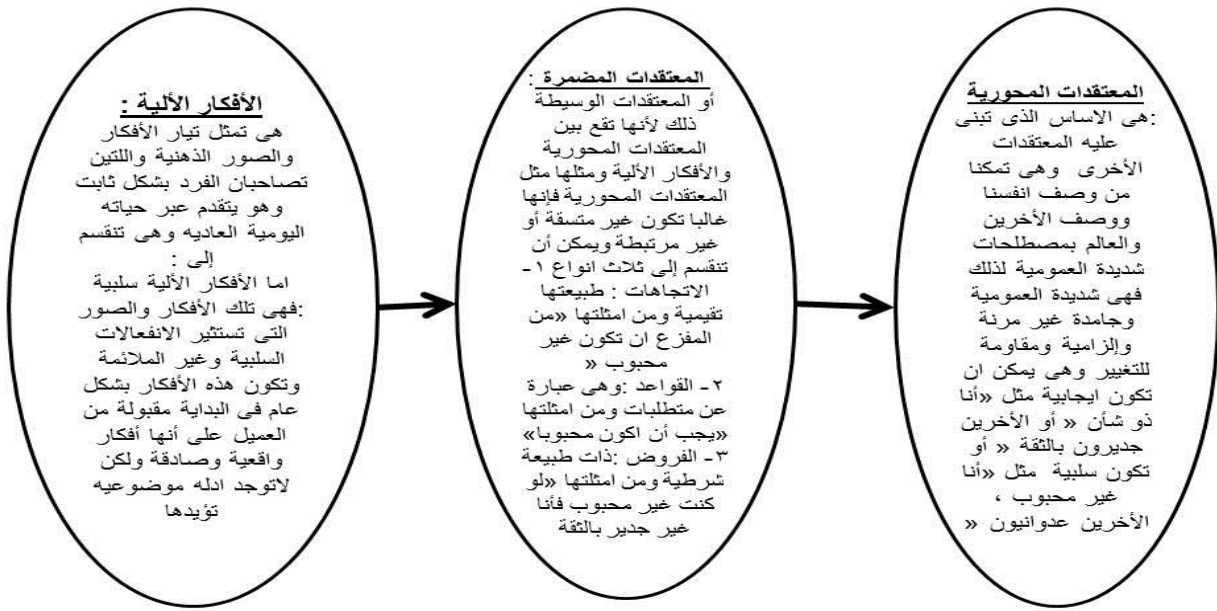 المعتقدات المحورية
:هى الاساس الذى تبنى
عليه المعتقدات
الأخرى وهى تمكنا
من وصف انفسنا
ووصف الأخرين
والعالم بمصطلحات
شديدة العمومية لذلك
فهى شديدة العمومية
وجامدة غير مرنة
وإلزامية ومقاومة
للتغيير وهى يمكن ان
تكون ايجابية مثل «أنا
ذو شأن « أو الأخرين
جديرون بالثقة « أو
تكون سلبية مثل «أنا
غير محبوب ،
الأخرين عدوانيون «
المعتقدات المضمرة :
أو المعتقدات الوسيطة
ذلك لأنها تقع بين
المعتقدات المحورية
والأفكار الألية ومثلها مثل
المعتقدات المحورية فإنها
غالبا تكون غير متسقة أو
غير مرتبطة ويمكن أن
تنقسم إلى ثلاث انواع ١-
الاتجاهات : طبيعتها
تقيمية ومن امثلتها «من
المفزع ان تكون غير
محبوب «
٢- القواعد :وهى عبارة
عن متطلبات ومن امثلتها
«يجب أن اكون محبوبا»
٣- الفروض :ذات طبيعة
شرطية ومن امثلتها «لو
كنت غير محبوب فأنا
غير جدير بالثقة
الأفكار الألية :
هى تمثل تيار الأفكار
والصور الذهنية واللتين
تصاحبان الفرد بشكل ثابت
وهو يتقدم عبر حياته
اليومية العاديه وهى تنقسم
إلى :
اما الأفكار الألية سلبية
:فهى تلك الأفكار والصور
التى تستثير الانفعالات
السلبية وغير الملائمة
وتكون هذه الأفكار بشكل
عام فى البداية مقبولة من
العميل على أنها أفكار
واقعية وصادقة ولكن
لاتوجد ادله موضوعيه
تؤيدها